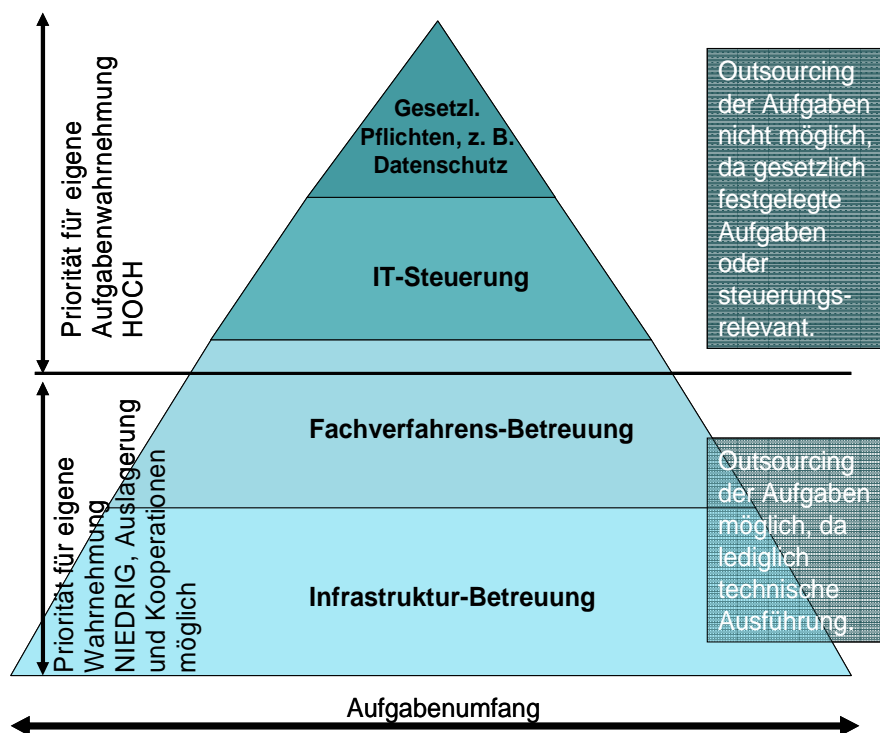 Priorität für eigene
Aufgabenwahrnehmung
HOCH
Gesetzl.
Pflichten, z. B.
Datenschutz
IT-Steuerung
Outsourcing
der Aufgaben
nicht möglich,
da gesetzlich
festgelegte
Aufgaben
oder
steuerungs-
relevant.
Priorität für eigene
Wahrnehmung
NIEDRIG, Auslagerung
und Kooperationen
möglich
Fachverfahrens-Betreuung
Infrastruktur-Betreuung
Outsourcing
der Aufgaben
möglich, da
lediglich
technische
Ausführung.
Aufgabenumfang